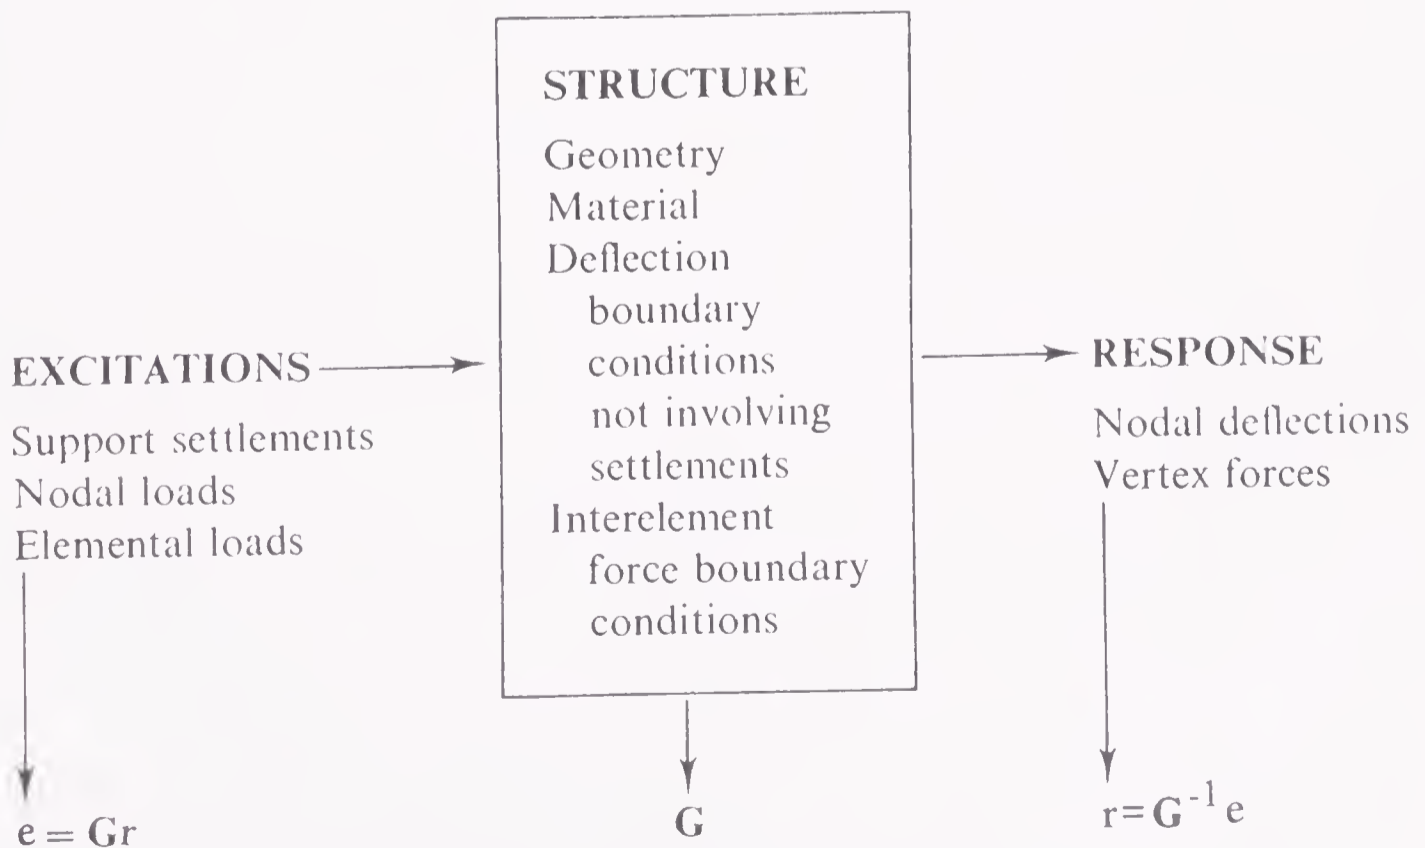 EXCITATIONS
Support settlements
Nodal loads
Elemental loads
e = Gr
STRUCTURE
Geometry
Material
Deflection
boundary
conditions
not involving
settlements
Interelement
force boundary
conditions
G
RESPONSE
Nodal deflections
Vertex forces
r=G⁻¹ e